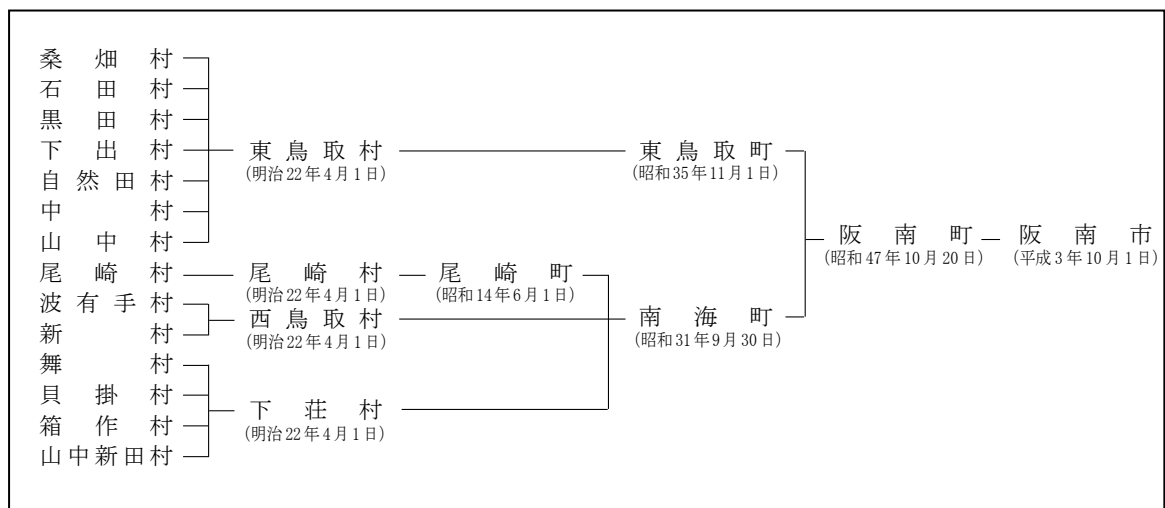 桑畑村
石田村
黒田村
下出村
自然田村
中村
山中村
尾崎村
波有手村
新村
舞村
貝掛村
箱作村
山中新田村
東鳥取村
(明治22年4月1日)
尾崎村
(明治22年4月1日)
西鳥取村
(明治22年4月1日)
下荘村
(明治22年4月1日)
尾崎町
(昭和14年6月1日)
東鳥取町
(昭和35年11月1日)
南海町
(昭和31年9月30日)
阪南町
(昭和47年10月20日)
阪南市
(平成3年10月1日)